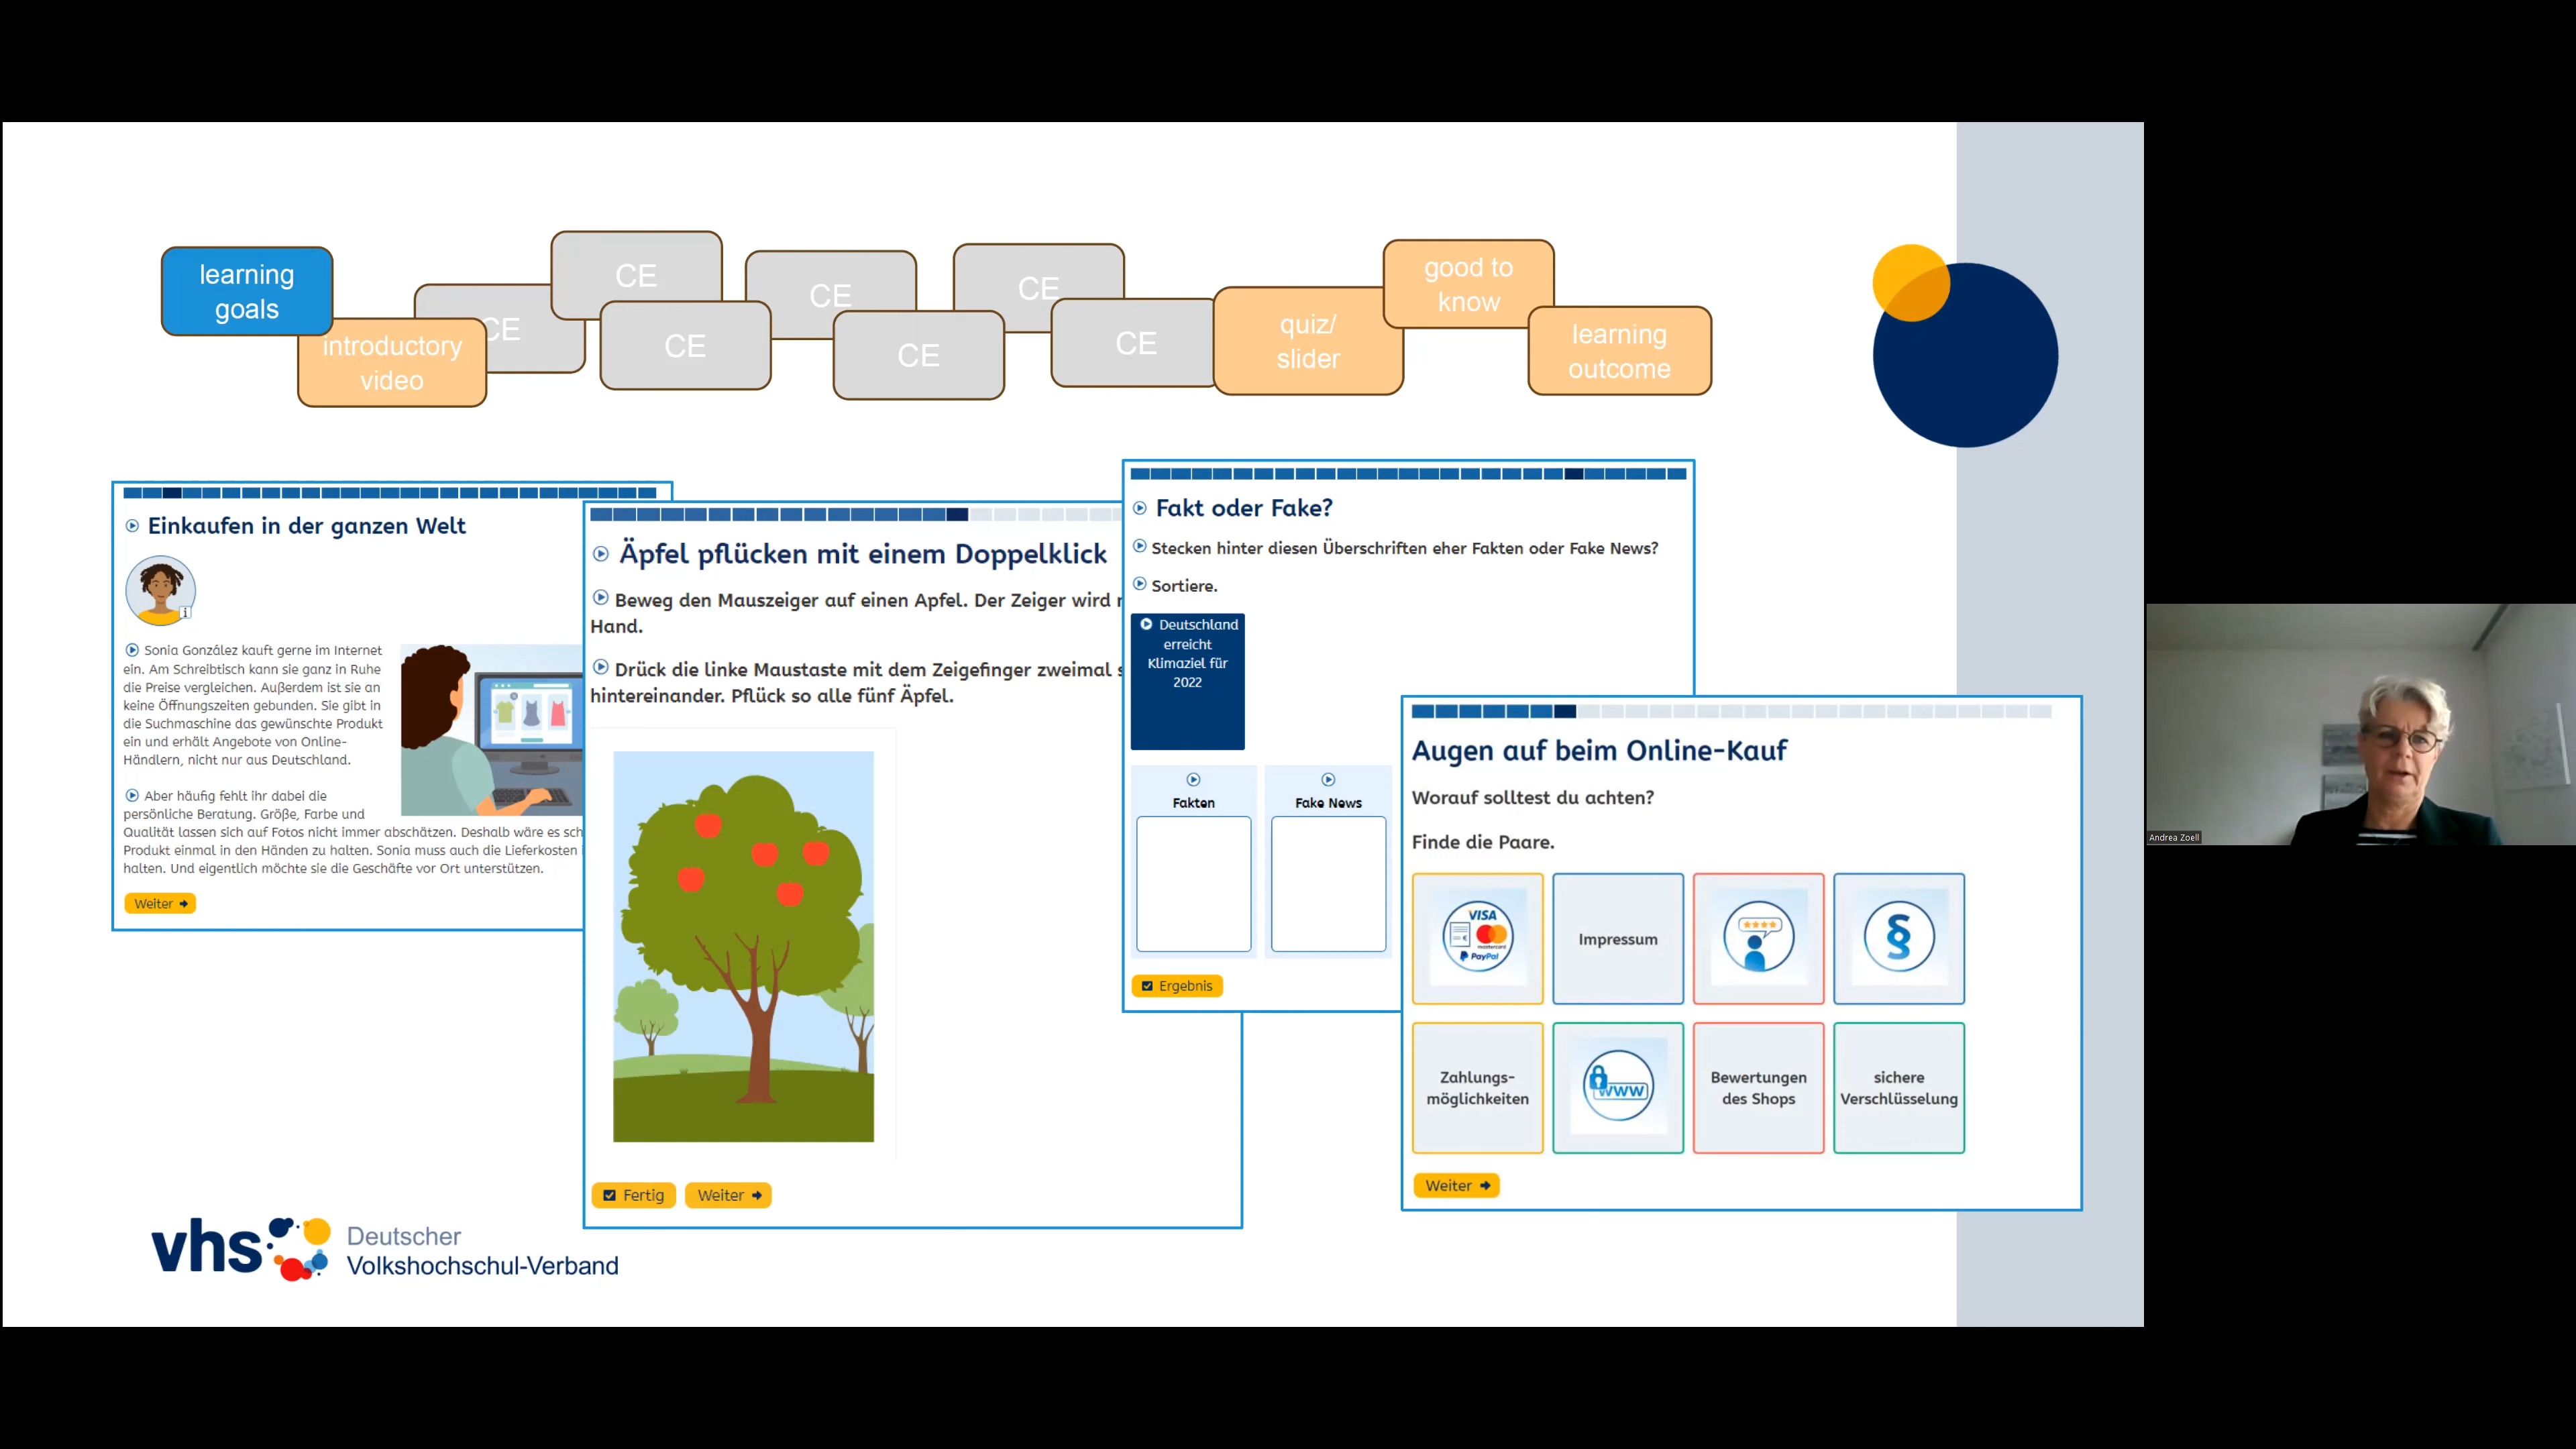 learning
goals
introductory
video
CE
CE
CE
CE
CE
CE
CE
quiz/
slider
good to
know
learning
outcome
Einkaufen in der ganzen Welt
i
Sonia González kauft gerne im Internet
ein. Am Schreibtisch kann sie ganz in Ruhe
die Preise vergleichen. Außerdem ist sie an
keine Öffnungszeiten gebunden. Sie gibt in
die Suchmaschine das gewünschte Produkt
ein und erhält Angebote von Online-
Händlern, nicht nur aus Deutschland.
Aber häufig fehlt ihr dabei die
persönliche Beratung. Größe, Farbe und
Qualität lassen sich auf Fotos nicht immer abschätzen. Deshalb wäre es sch
Produkt einmal in den Händen zu halten. Sonia muss auch die Lieferkosten
halten. Und eigentlich möchte sie die Geschäfte vor Ort unterstützen.
Weiter
Äpfel pflücken mit einem Doppelklick
Beweg den Mauszeiger auf einen Apfel. Der Zeiger wird
Hand.
Drück die linke Maustaste mit dem Zeigefinger zweimal s
hintereinander. Pflück so alle fünf Äpfel.
Fertig
Weiter
Fakt oder Fake?
Stecken hinter diesen Überschriften eher Fakten oder Fake News?
Sortiere.
Deutschland
erreicht
Klimaziel für
2022
Fakten
Fake News
Ergebnis
Augen auf beim Online-Kauf
Worauf solltest du achten?
Finde die Paare.
VISA
mastercard
PayPal
Impressum
§
Zahlungs-
möglichkeiten
www
Bewertungen
des Shops
sichere
Verschlüsselung
Weiter
vhs
Deutscher
Volkshochschul-Verband
Andrea Zoell